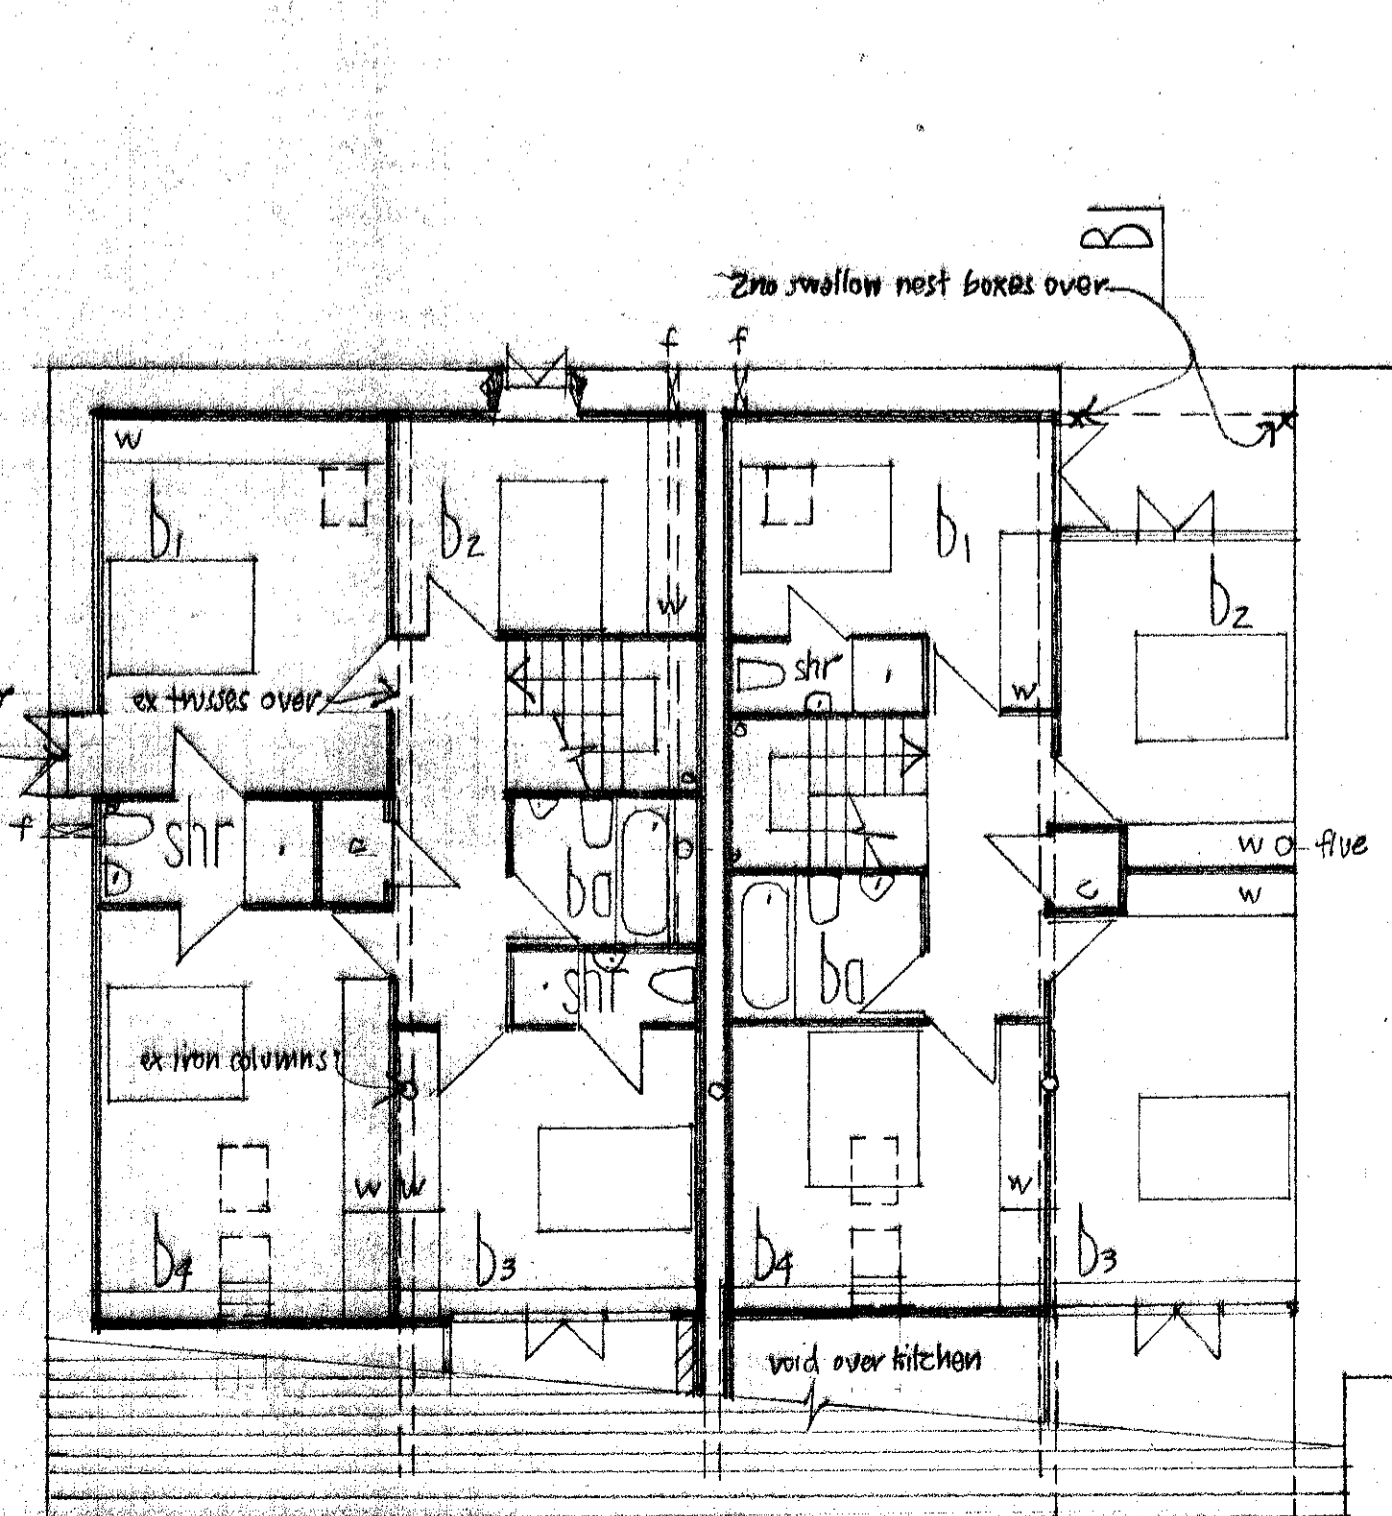 B
2no swallow nest boxes over
f
f
w
b1
b2
w
b1
b2
shr
w
ex trusses over
f
shr
c
ba
w
flue
c
w
ba
shr
ex iron columns
w
w
w
b4
b3
b4
b3
void over kitchen